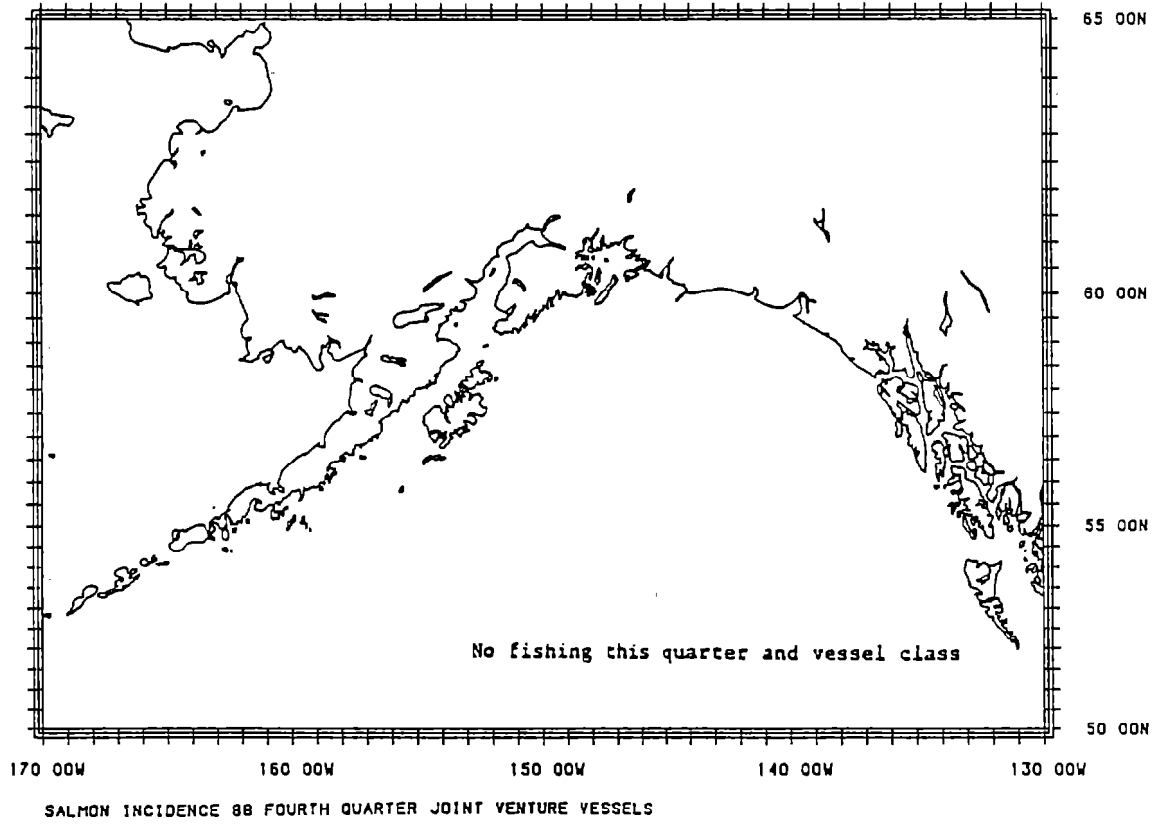 65 00N
60 00N
55 00N
No fishing this quarter and vessel class
50 00N
170 00W 160 00W 150 00W 140 00W 130 00W
SALMON INCIDENCE 88 FOURTH QUARTER JOINT VENTURE VESSELS